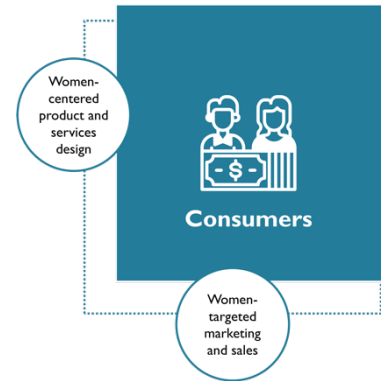 Women-
centered
product and
services
design
- $ -
Consumers
Women-
targeted
marketing
and sales